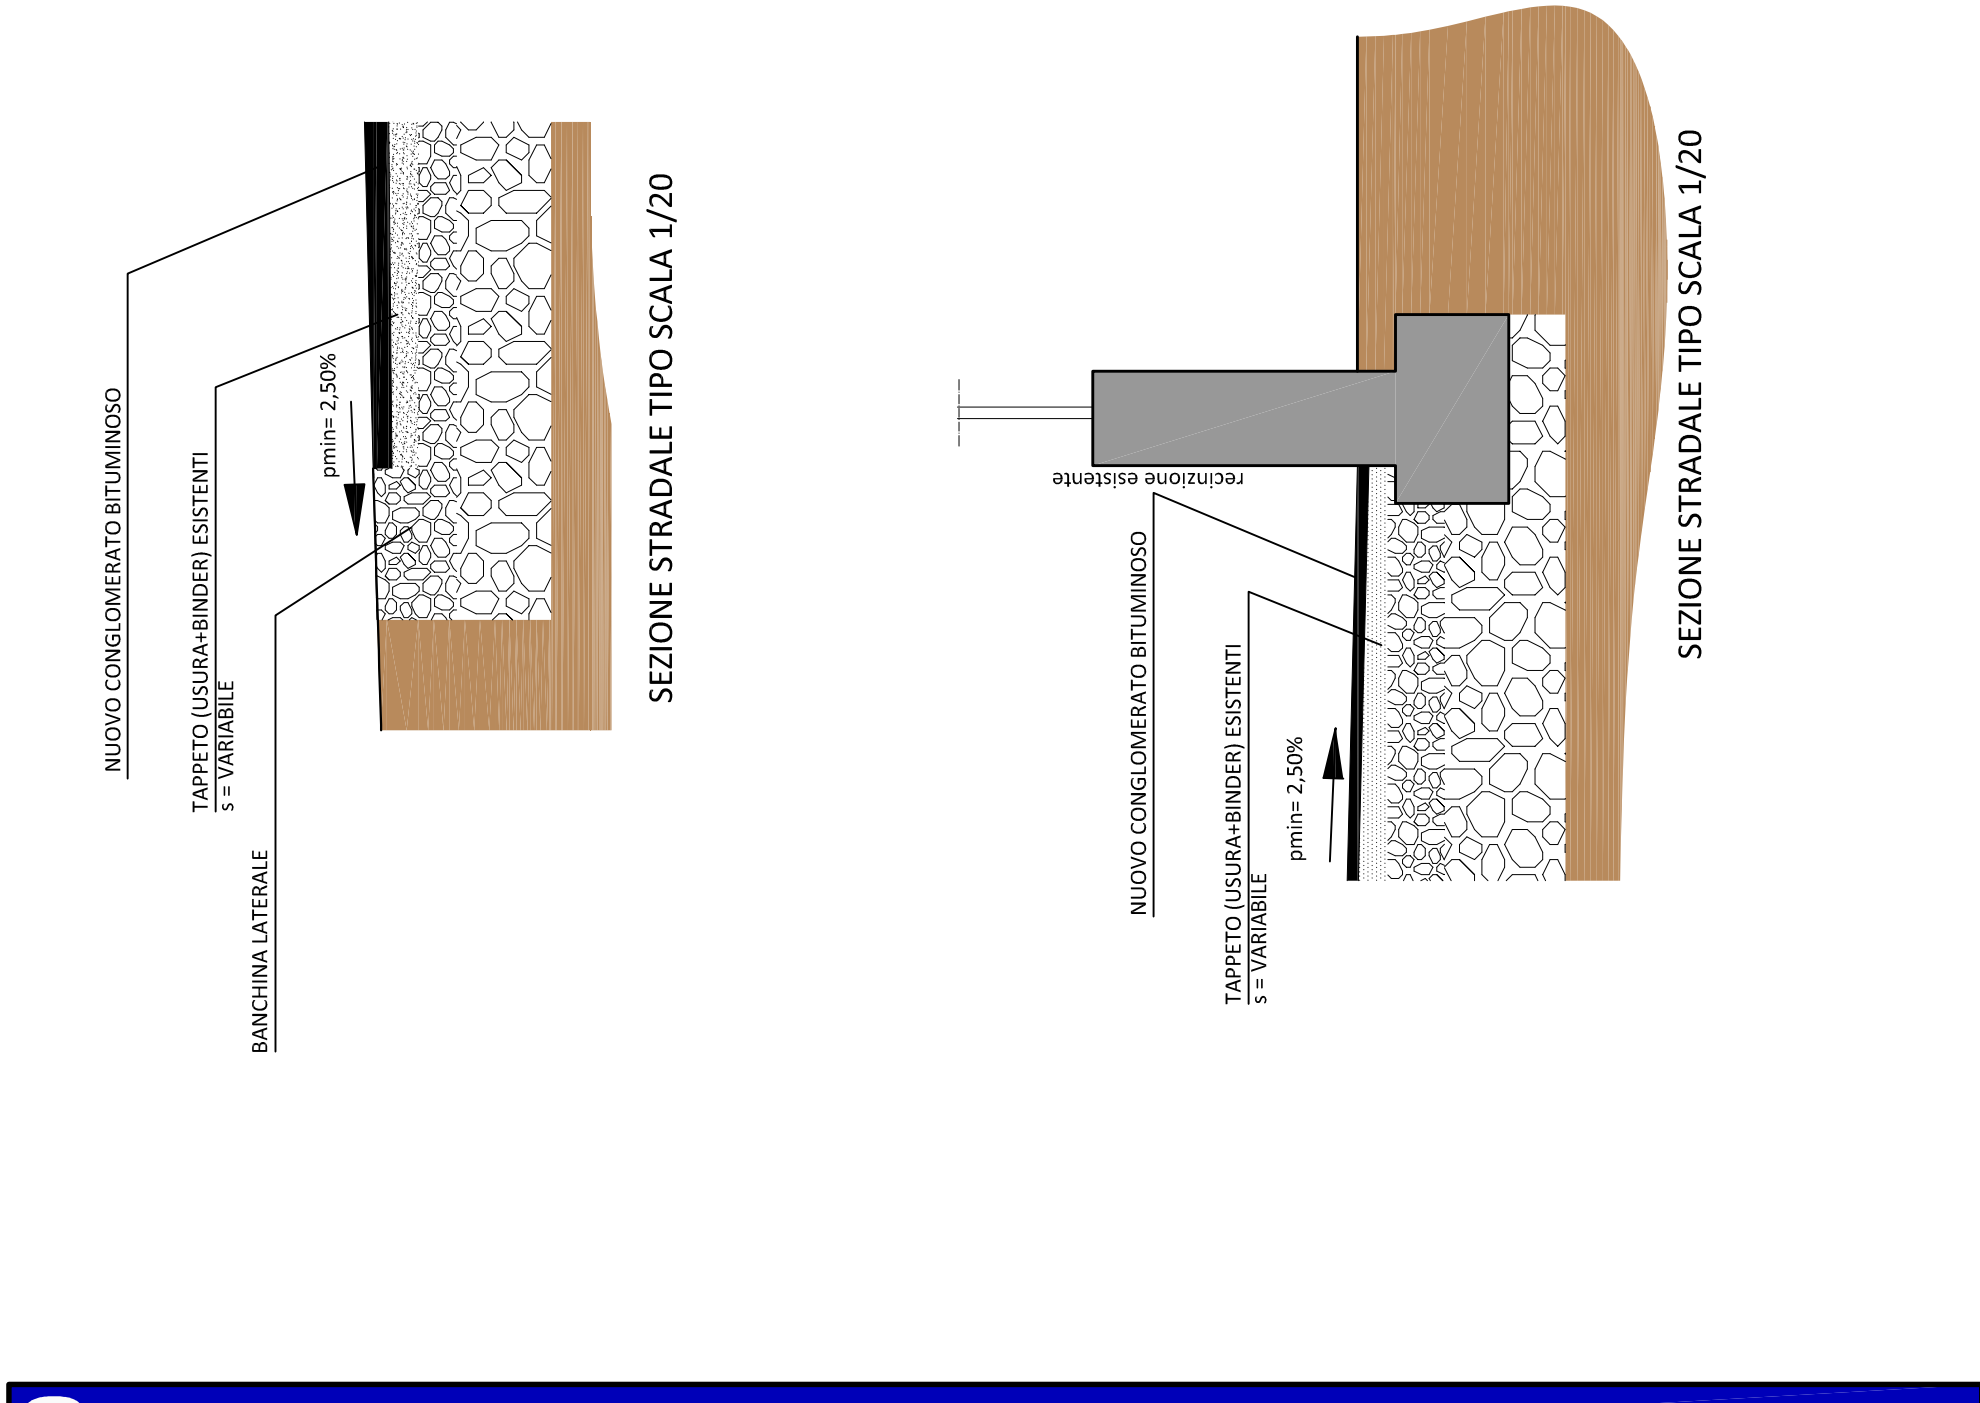 NUOVO CONGLOMERATO BITUMINOSO
TAPPETO (USURA+BINDER) ESISTENTI
s = VARIABILE
BANCHINA LATERALE
pmin= 2,50%
SEZIONE STRADALE TIPO SCALA 1/20
recinzione esistente
NUOVO CONGLOMERATO BITUMINOSO
TAPPETO (USURA+BINDER) ESISTENTI
s = VARIABILE
pmin= 2,50%
SEZIONE STRADALE TIPO SCALA 1/20